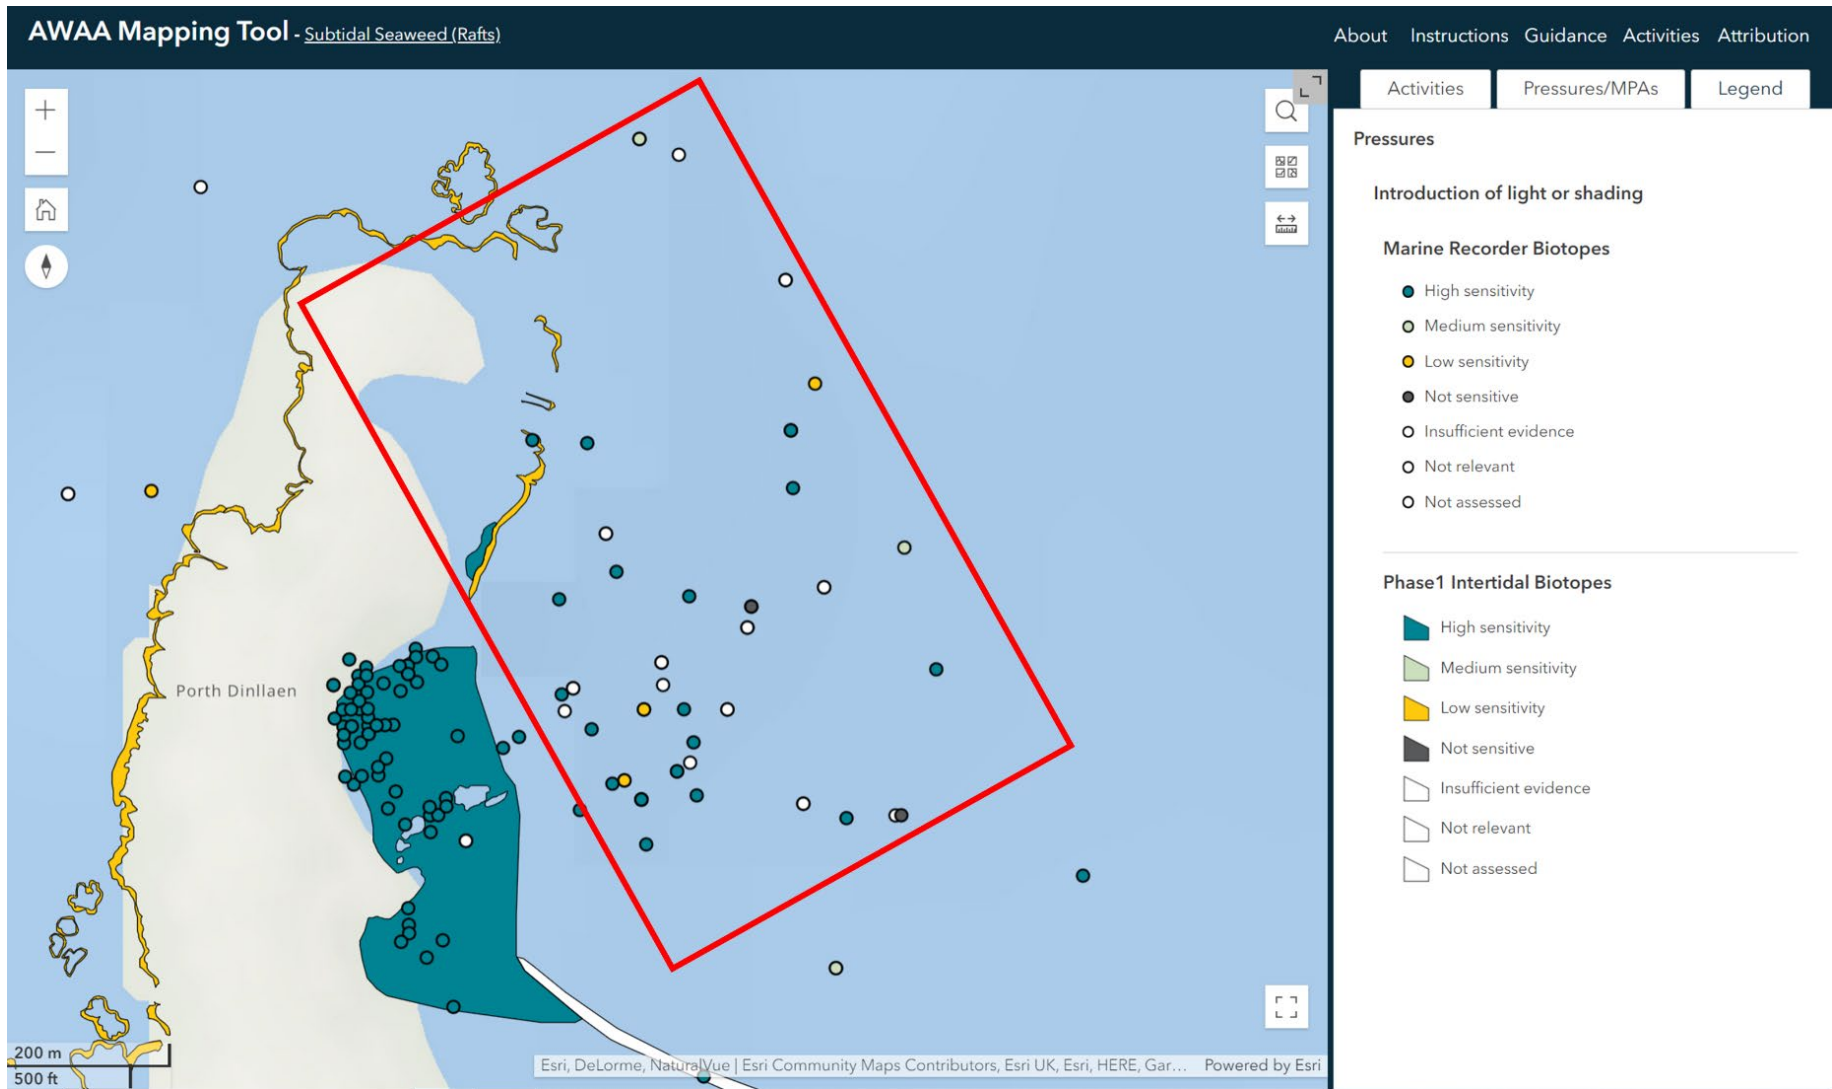 AWAA Mapping Tool - Subtidal Seaweed (Rafts)
About Instructions Guidance Activities Attribution
Activities Pressures/MPAs Legend
Pressures
Introduction of light or shading
Marine Recorder Biotopes
High sensitivity
Medium sensitivity
Low sensitivity
Not sensitive
Insufficient evidence
Not relevant
Not assessed
Phase1 Intertidal Biotopes
High sensitivity
Medium sensitivity
Low sensitivity
Not sensitive
Insufficient evidence
Not relevant
Not assessed
Porth Dinllaen
200 m
500 ft
Esri, DeLorme, NaturalVue | Esri Community Maps Contributors, Esri UK, Esri, HERE, Gar... Powered by Esri